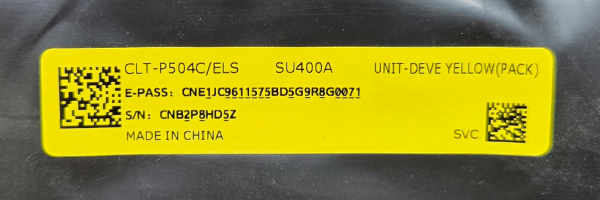 CLT-P504C/ELS SU400A UNIT-DEVE YELLOW(PACK)
E-PASS: CNE1JC9611575BD5G9R8G0071
S/N: CNB2P8HD5Z
MADE IN CHINA SVC